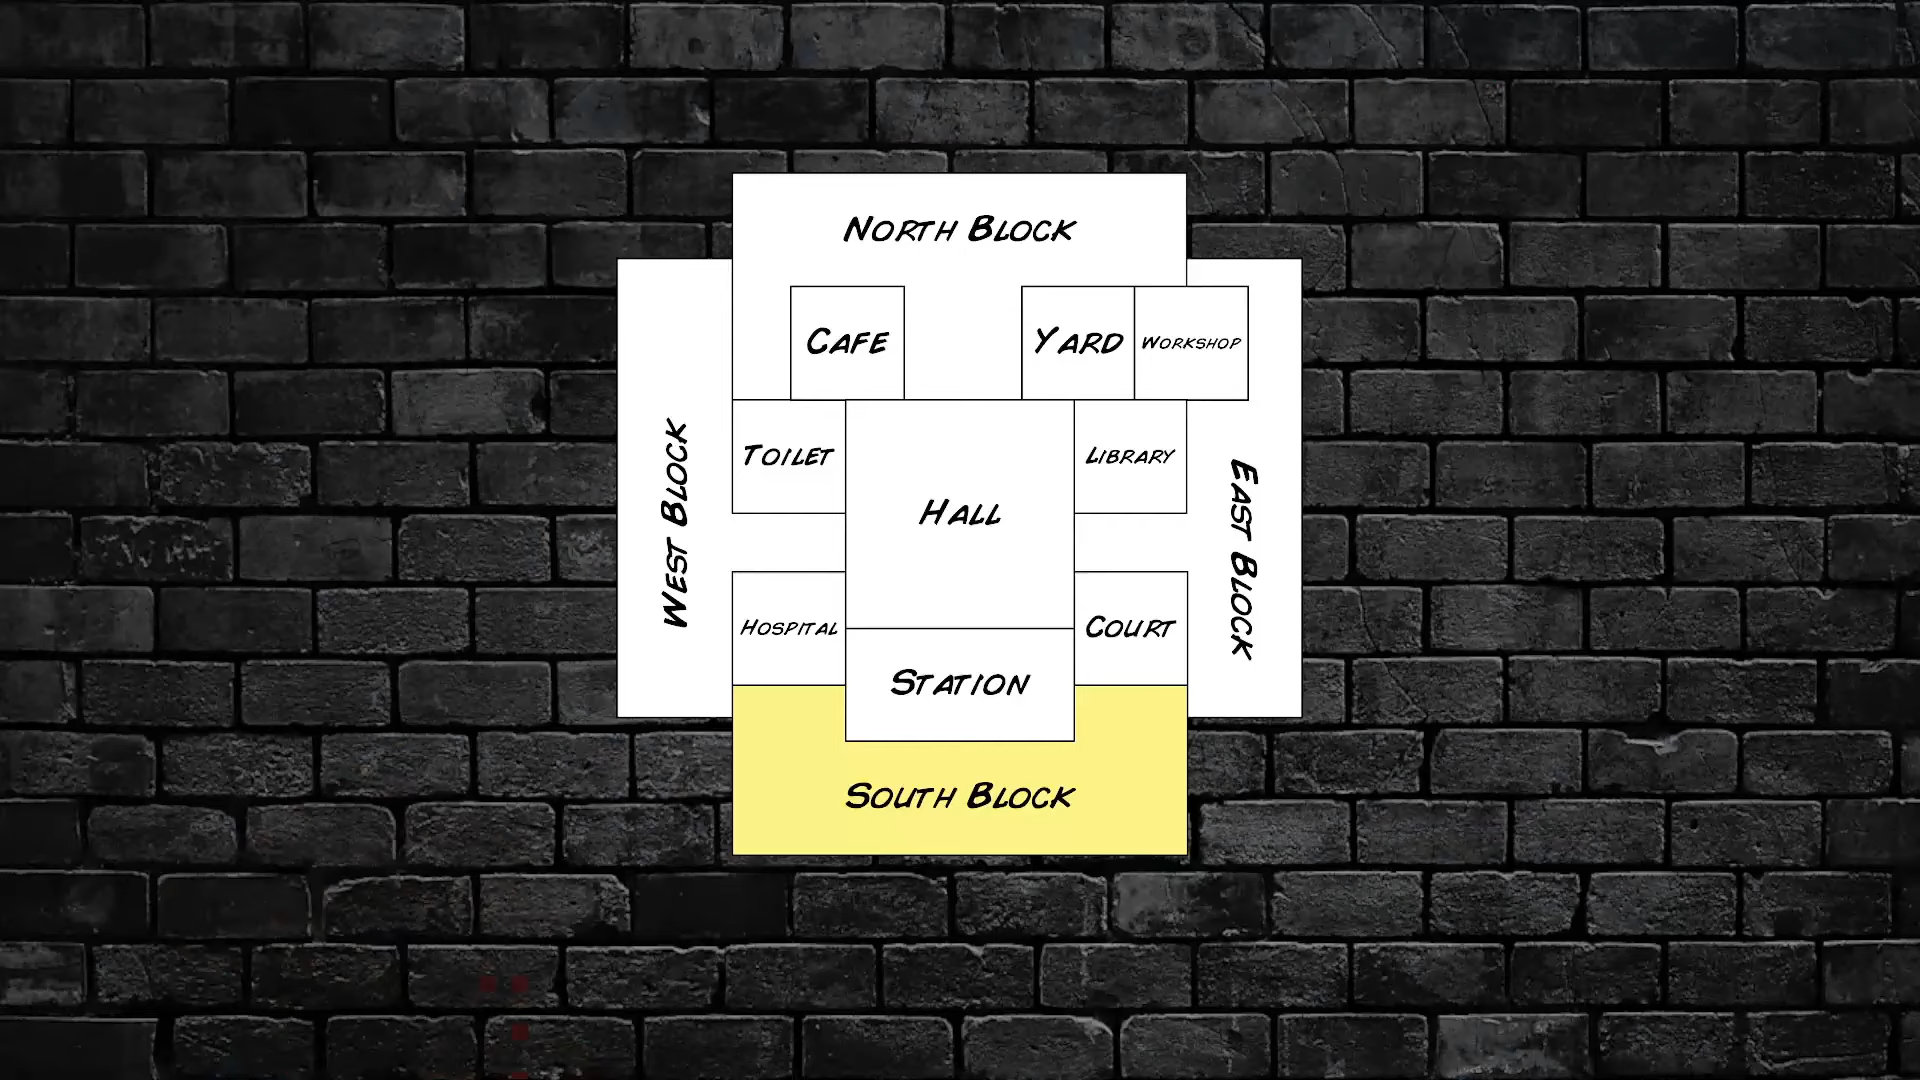 North Block
Cafe
Yard
Workshop
Toilet
Library
Hall
West Block
East Block
Hospital
Court
Station
South Block